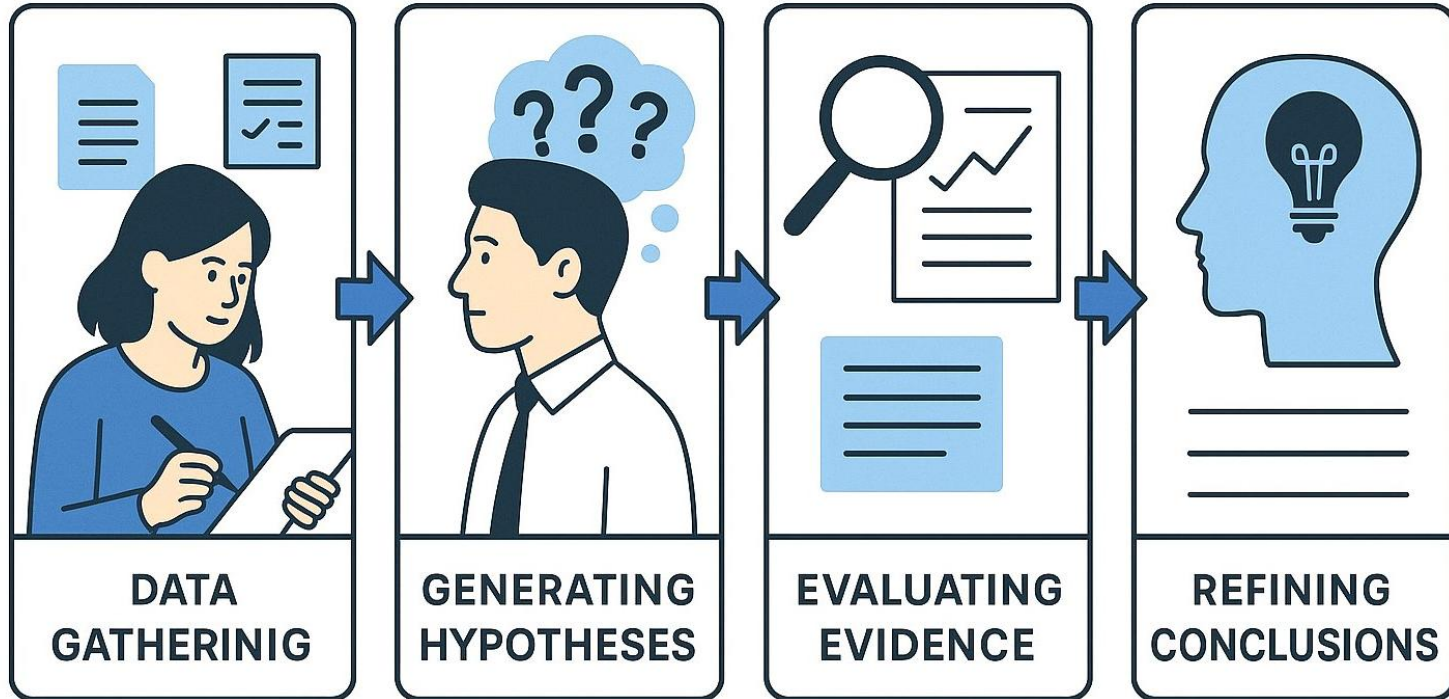 ???
DATA
GATHERINIG
GENERATING
HYPOTHESES
EVALUATING
EVIDENCE
REFINING
CONCLUSIONS